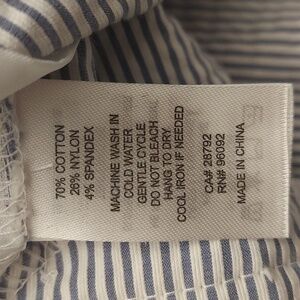 70% COTTON
26% NYLON
4% SPANDEX
MACHINE WASH IN
COLD WATER
GENTLE CYCLE
DO NOT BLEACH
HANG TO DRY
COOL IRON IF NEEDED
CA# 28792
RN# 96092
MADE IN CHINA